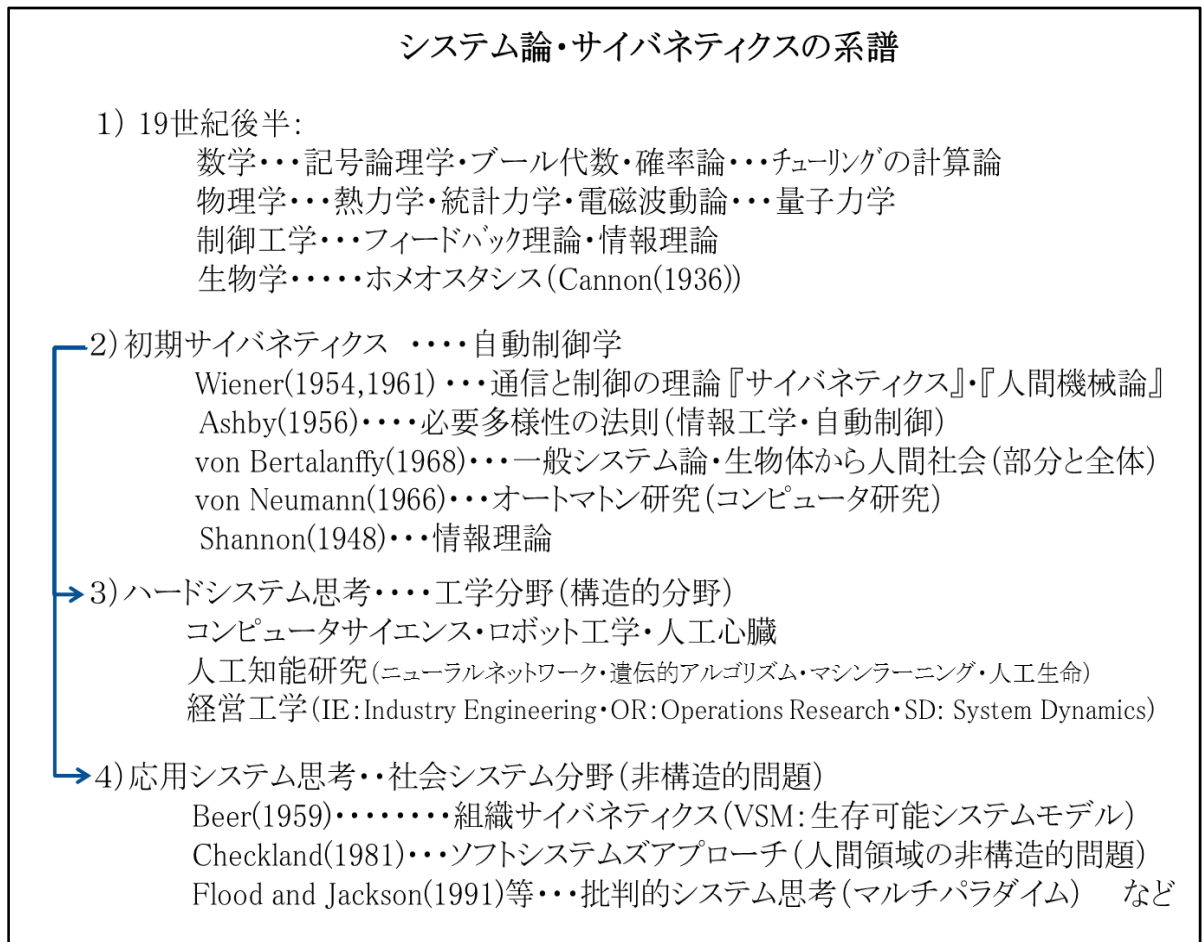 システム論・サイバネティクスの系譜
1) 19世紀後半:
数学・・・記号論理学・ブール代数・確率論・・・チューリングの計算論
物理学・・・熱力学・統計力学・電磁波動論・・・量子力学
制御工学・・・フィードバック理論・情報理論
生物学・・・・・ホメオスタシス(Cannon(1936))
2)初期サイバネティクス ・・・・自動制御学
Wiener(1954,1961) ・・・通信と制御の理論『サイバネティクス』・『人間機械論』
Ashby(1956)・・・・必要多様性の法則(情報工学・自動制御)
von Bertalanffy(1968)・・・一般システム論・生物体から人間社会(部分と全体)
von Neumann(1966)・・・オートマトン研究(コンピュータ研究)
Shannon(1948)・・・情報理論
3)ハードシステム思考・・・・工学分野(構造的分野)
コンピュータサイエンス・ロボット工学・人工心臓
人工知能研究(ニューラルネットワーク・遺伝的アルゴリズム・マシンラーニング・人工生命)
経営工学(IE:Industry Engineering・OR:Operations Research・SD: System Dynamics)
4)応用システム思考・・社会システム分野(非構造的問題)
Beer(1959)・・・・・・・・組織サイバネティクス(VSM:生存可能システムモデル)
Checkland(1981)・・・ソフトシステムズアプローチ(人間領域の非構造的問題)
Flood and Jackson(1991)等・・・批判的システム思考(マルチパラダイム) など